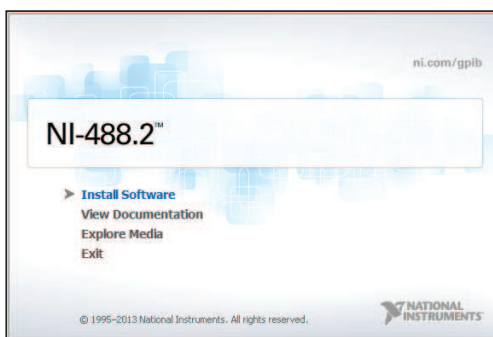 ni.com/gpib
NI-488.2™
Install Software
View Documentation
Explore Media
Exit
© 1995–2013 National Instruments. All rights reserved.
NATIONAL
INSTRUMENTS